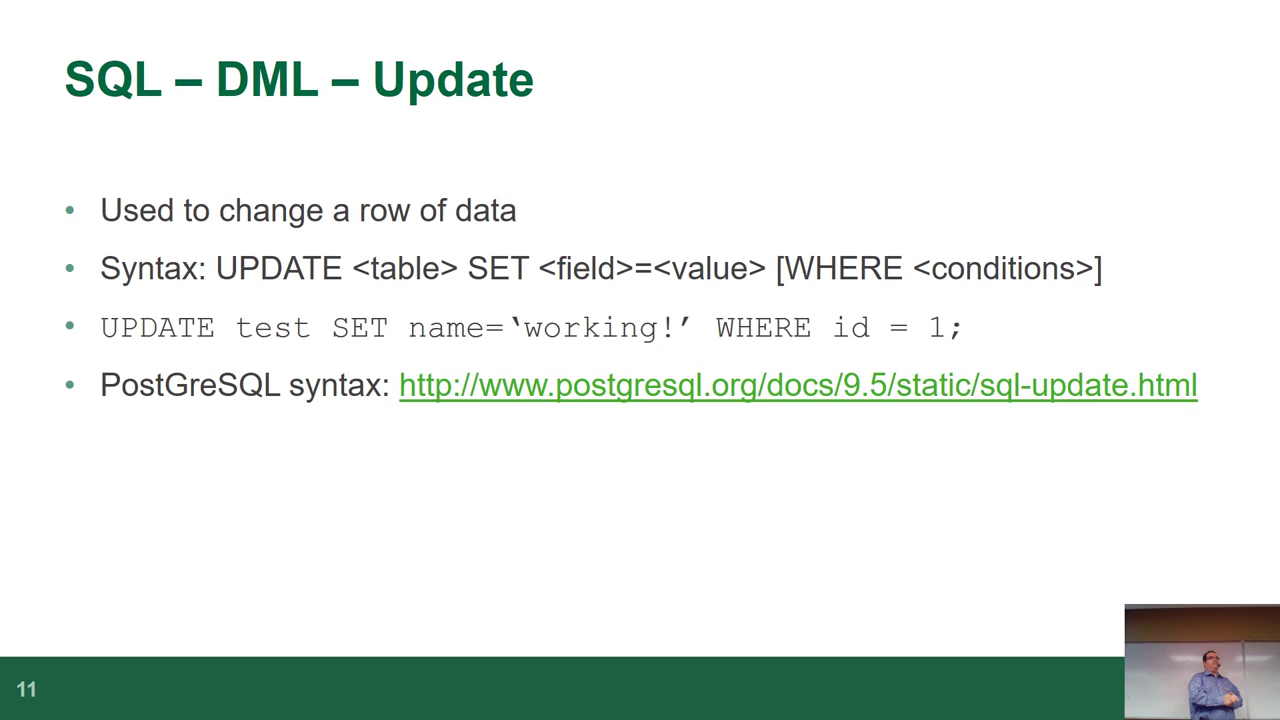 SQL – DML – Update
• Used to change a row of data
• Syntax: UPDATE <table> SET <field>=<value> [WHERE <conditions>]
• UPDATE test SET name=‘working!’ WHERE id = 1;
• PostGreSQL syntax: http://www.postgresql.org/docs/9.5/static/sql-update.html
11